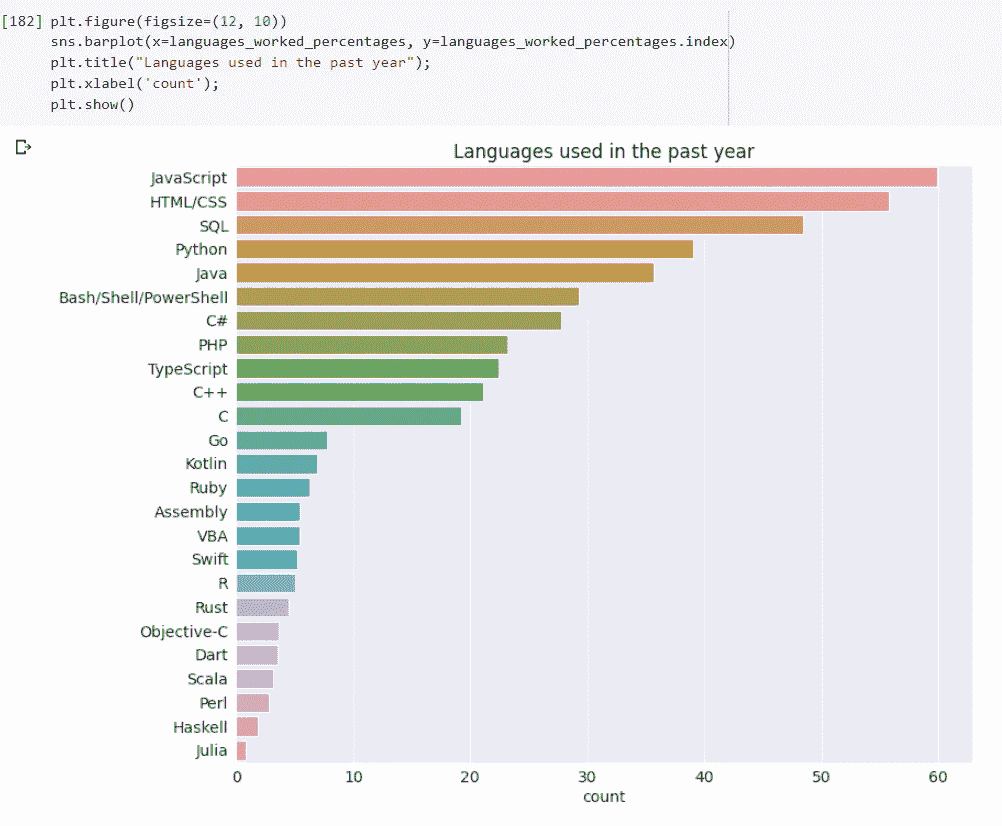 [182] plt.figure(figsize=(12, 10))
sns.barplot(x=languages_worked_percentages, y=languages_worked_percentages.index)
plt.title("Languages used in the past year");
plt.xlabel('count');
plt.show()
Languages used in the past year
JavaScript
HTML/CSS
SQL
Python
Java
Bash/Shell/PowerShell
C#
PHP
TypeScript
C++
C
Go
Kotlin
Ruby
Assembly
VBA
Swift
R
Rust
Objective-C
Dart
Scala
Perl
Haskell
Julia
0 10 20 30 40 50 60
count